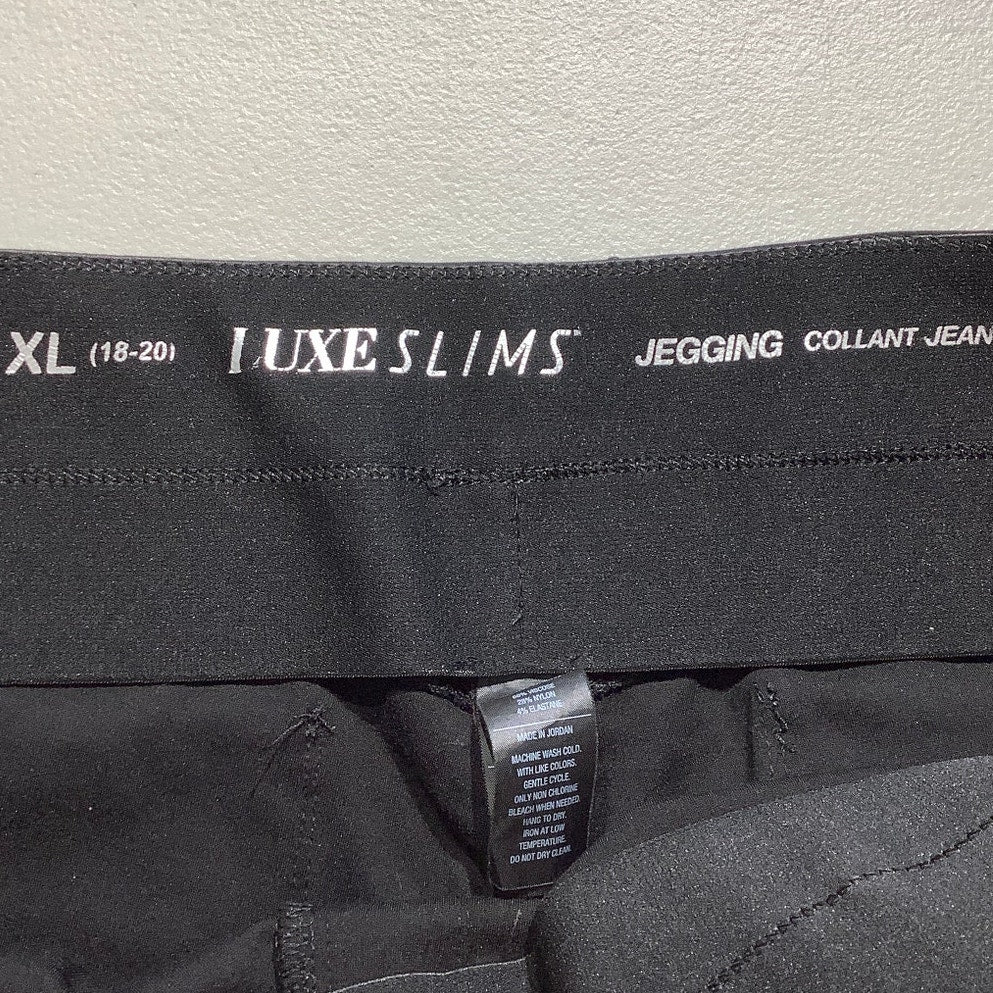 XL (18-20) LUXE SLIMS™ JEGGING COLLANT JEAN
VISCOSE
28% NYLON
4% ELASTANE
MADE IN JORDAN
MACHINE WASH COLD.
WITH LIKE COLORS.
GENTLE CYCLE.
ONLY NON CHLORINE
BLEACH WHEN NEEDED.
HANG TO DRY.
IRON AT LOW
TEMPERATURE.
DO NOT DRY CLEAN.